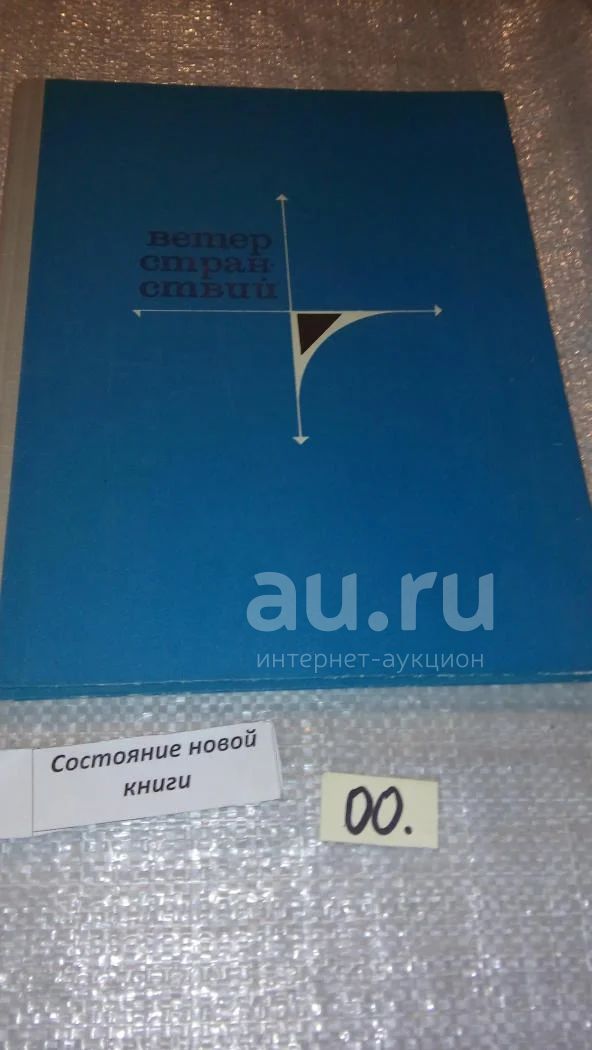 ветер
стран-
ствий
au.ru
интернет-аукцион
Состояние новой
книги
00.